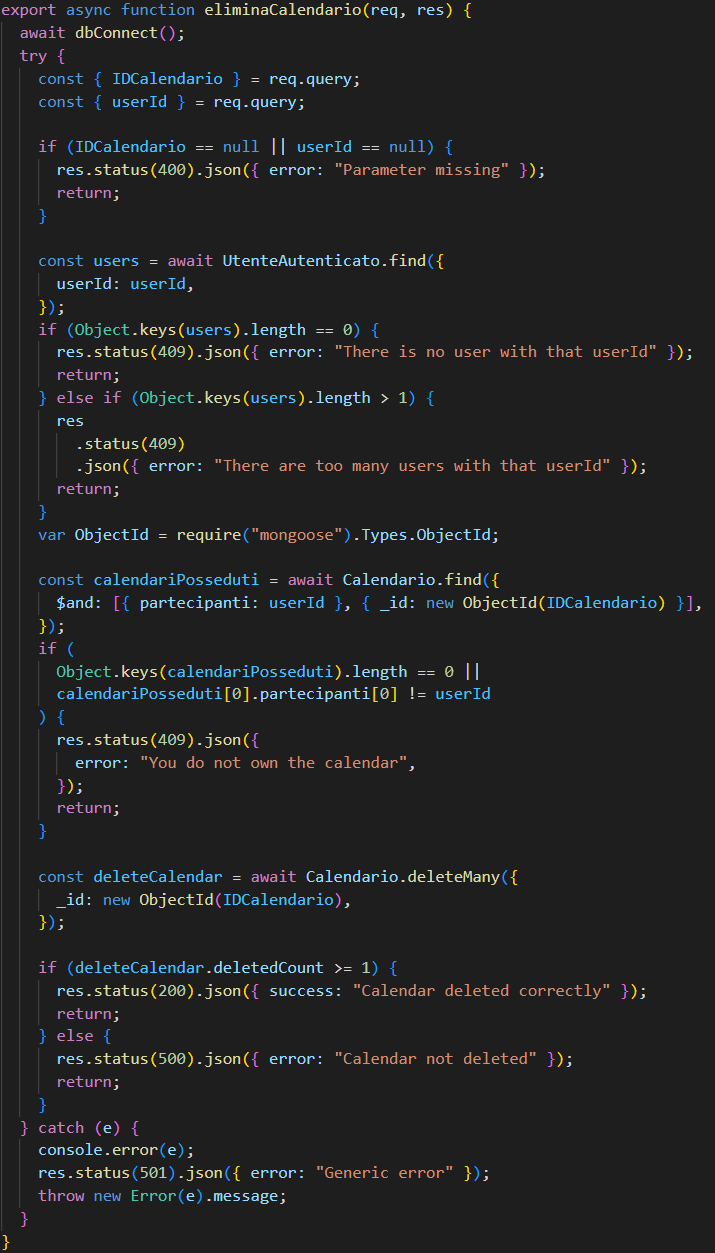 export async function eliminaCalendario(req, res) {
  await dbConnect();
  try {
    const { IDCalendario } = req.query;
    const { userId } = req.query;

    if (IDCalendario == null || userId == null) {
      res.status(400).json({ error: "Parameter missing" });
      return;
    }

    const users = await UtenteAutenticato.find({
      userId: userId,
    });
    if (Object.keys(users).length == 0) {
      res.status(409).json({ error: "There is no user with that userId" });
      return;
    } else if (Object.keys(users).length > 1) {
      res
        .status(409)
        .json({ error: "There are too many users with that userId" });
      return;
    }
    var ObjectId = require("mongoose").Types.ObjectId;

    const calendariPosseduti = await Calendario.find({
      $and: [{ partecipanti: userId }, { _id: new ObjectId(IDCalendario) }],
    });
    if (
      Object.keys(calendariPosseduti).length == 0 ||
      calendariPosseduti[0].partecipanti[0] != userId
    ) {
      res.status(409).json({
        error: "You do not own the calendar",
      });
      return;
    }

    const deleteCalendar = await Calendario.deleteMany({
      _id: new ObjectId(IDCalendario),
    });

    if (deleteCalendar.deletedCount >= 1) {
      res.status(200).json({ success: "Calendar deleted correctly" });
      return;
    } else {
      res.status(500).json({ error: "Calendar not deleted" });
      return;
    }
  } catch (e) {
    console.error(e);
    res.status(501).json({ error: "Generic error" });
    throw new Error(e).message;
  }
}